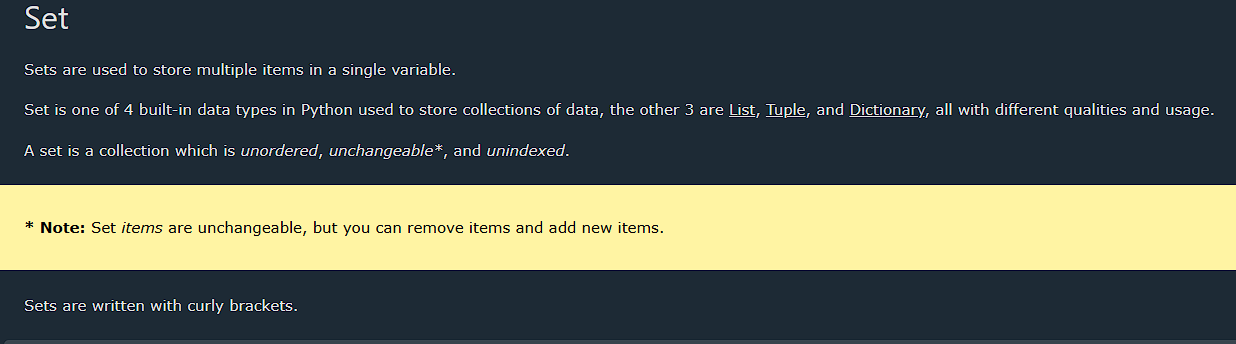 Set
Sets are used to store multiple items in a single variable.
Set is one of 4 built-in data types in Python used to store collections of data, the other 3 are List, Tuple, and Dictionary, all with different qualities and usage.
A set is a collection which is unordered, unchangeable*, and unindexed.
* Note: Set items are unchangeable, but you can remove items and add new items.
Sets are written with curly brackets.